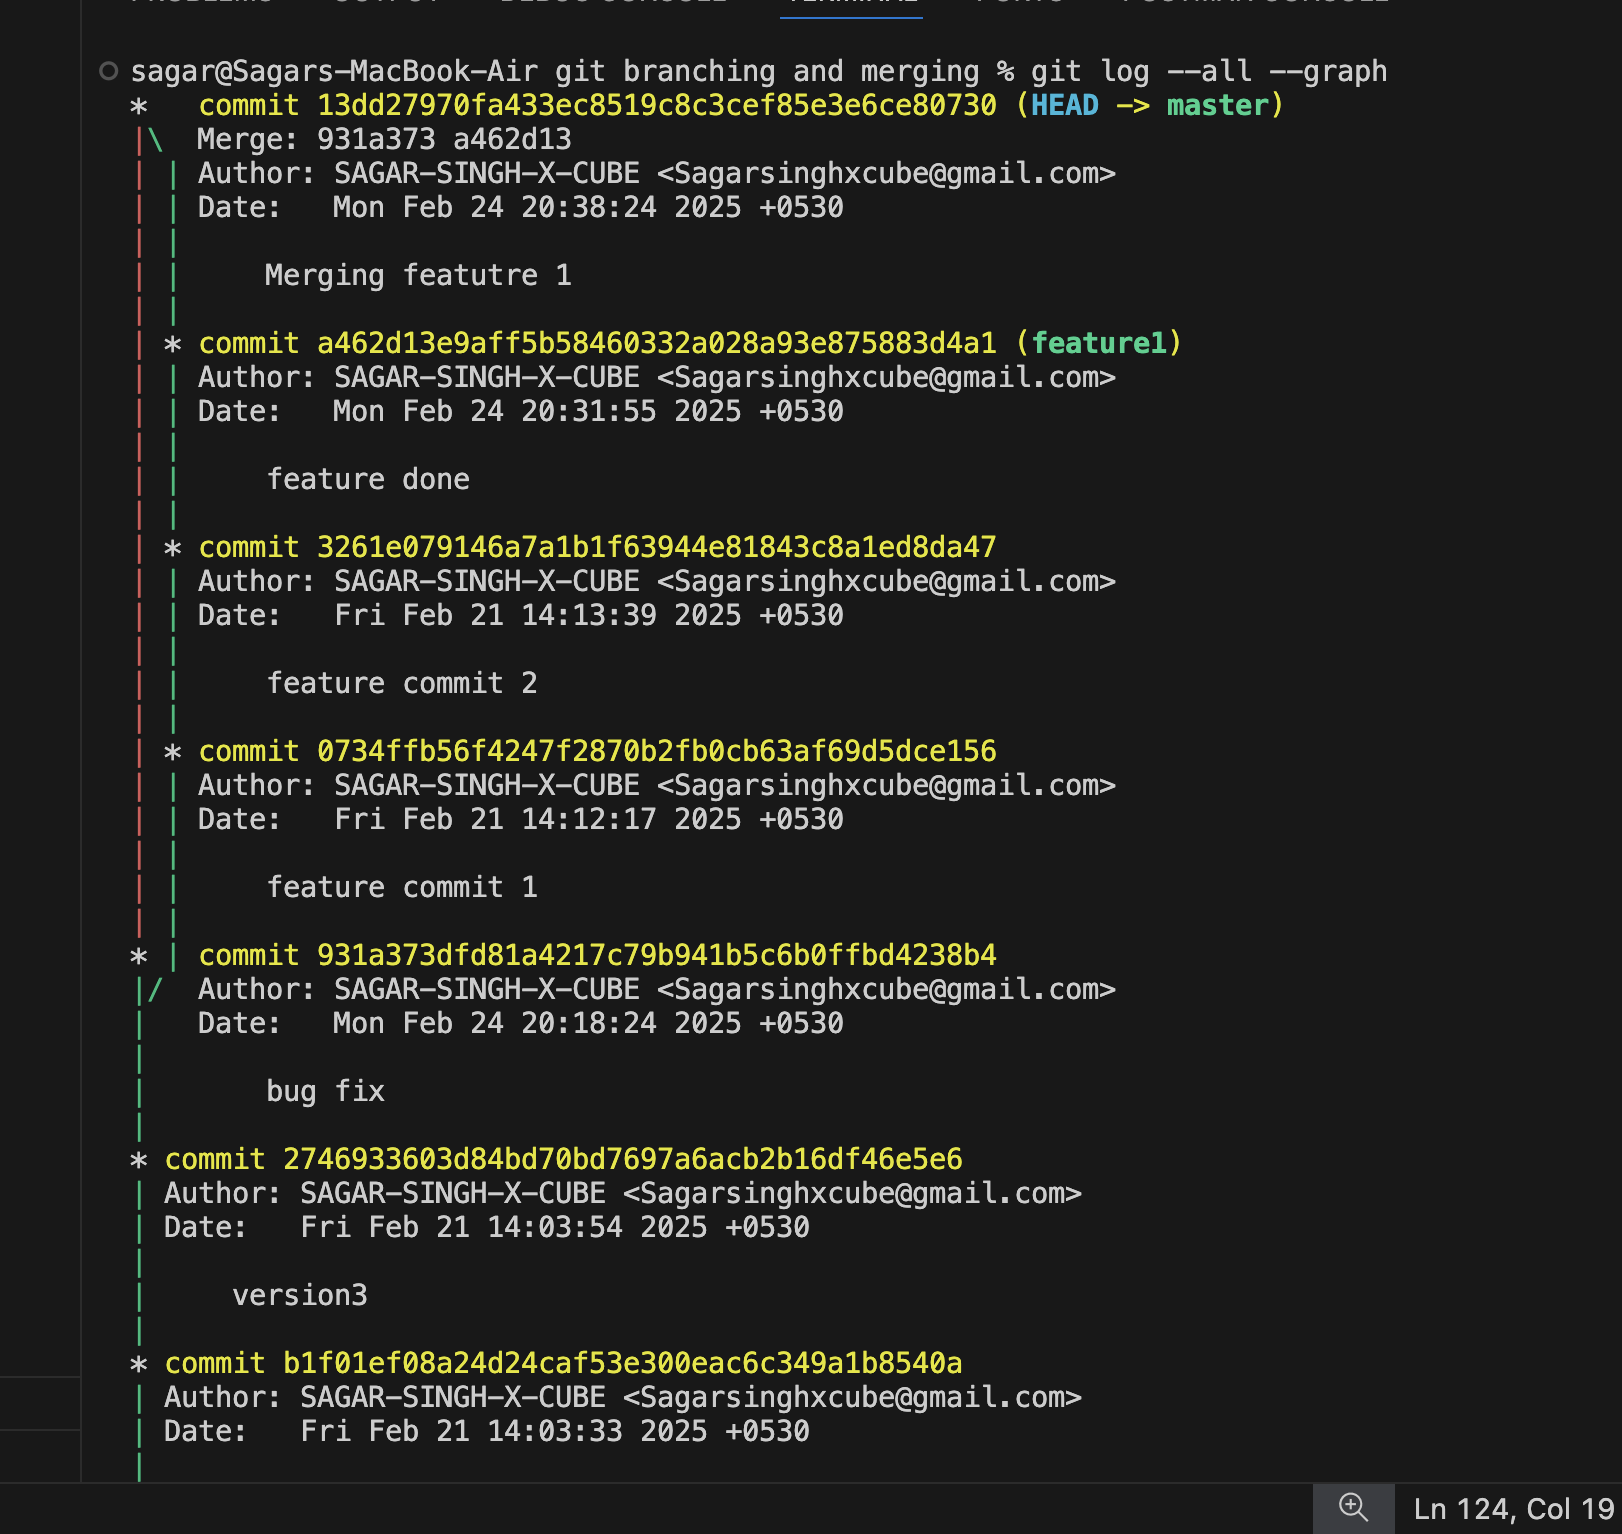 TERMINAL
sagar@Sagars-MacBook-Air git branching and merging % git log --all --graph
*   commit 13dd27970fa433ec8519c8c3cef85e3e6ce80730 (HEAD -> master)
|\  Merge: 931a373 a462d13
| | Author: SAGAR-SINGH-X-CUBE <Sagarsinghxcube@gmail.com>
| | Date:   Mon Feb 24 20:38:24 2025 +0530
| |
| |     Merging featutre 1
| |
| * commit a462d13e9aff5b58460332a028a93e875883d4a1 (feature1)
| | Author: SAGAR-SINGH-X-CUBE <Sagarsinghxcube@gmail.com>
| | Date:   Mon Feb 24 20:31:55 2025 +0530
| |
| |     feature done
| |
| * commit 3261e079146a7a1b1f63944e81843c8a1ed8da47
| | Author: SAGAR-SINGH-X-CUBE <Sagarsinghxcube@gmail.com>
| | Date:   Fri Feb 21 14:13:39 2025 +0530
| |
| |     feature commit 2
| |
| * commit 0734ffb56f4247f2870b2fb0cb63af69d5dce156
| | Author: SAGAR-SINGH-X-CUBE <Sagarsinghxcube@gmail.com>
| | Date:   Fri Feb 21 14:12:17 2025 +0530
| |
| |     feature commit 1
| |
* | commit 931a373dfd81a4217c79b941b5c6b0ffbd4238b4
|/  Author: SAGAR-SINGH-X-CUBE <Sagarsinghxcube@gmail.com>
|   Date:   Mon Feb 24 20:18:24 2025 +0530
|
|       bug fix
|
* commit 2746933603d84bd70bd7697a6acb2b16df46e5e6
| Author: SAGAR-SINGH-X-CUBE <Sagarsinghxcube@gmail.com>
| Date:   Fri Feb 21 14:03:54 2025 +0530
|
|     version3
|
* commit b1f01ef08a24d24caf53e300eac6c349a1b8540a
| Author: SAGAR-SINGH-X-CUBE <Sagarsinghxcube@gmail.com>
| Date:   Fri Feb 21 14:03:33 2025 +0530
|
Ln 124, Col 19